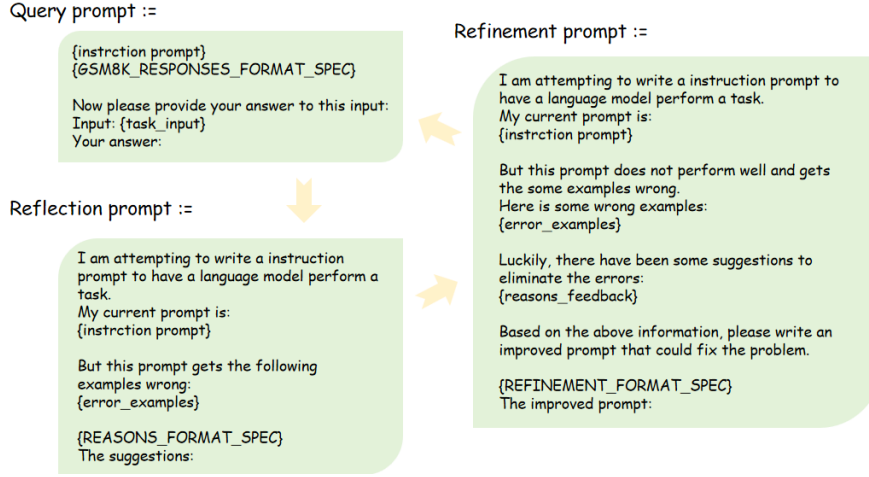 Query prompt :=
{instrction prompt}
{GSM8K_RESPONSES_FORMAT_SPEC}
Now please provide your answer to this input:
Input: {task_input}
Your answer:
Reflection prompt :=
I am attempting to write a instruction
prompt to have a language model perform a
task.
My current prompt is:
{instrction prompt}
But this prompt gets the following
examples wrong:
{error_examples}
{REASONS_FORMAT_SPEC}
The suggestions:
Refinement prompt :=
I am attempting to write a instruction prompt to
have a language model perform a task.
My current prompt is:
{instrction prompt}
But this prompt does not perform well and gets
the some examples wrong.
Here is some wrong examples:
{error_examples}
Luckily, there have been some suggestions to
eliminate the errors:
{reasons_feedback}
Based on the above information, please write an
improved prompt that could fix the problem.
{REFINEMENT_FORMAT_SPEC}
The improved prompt: